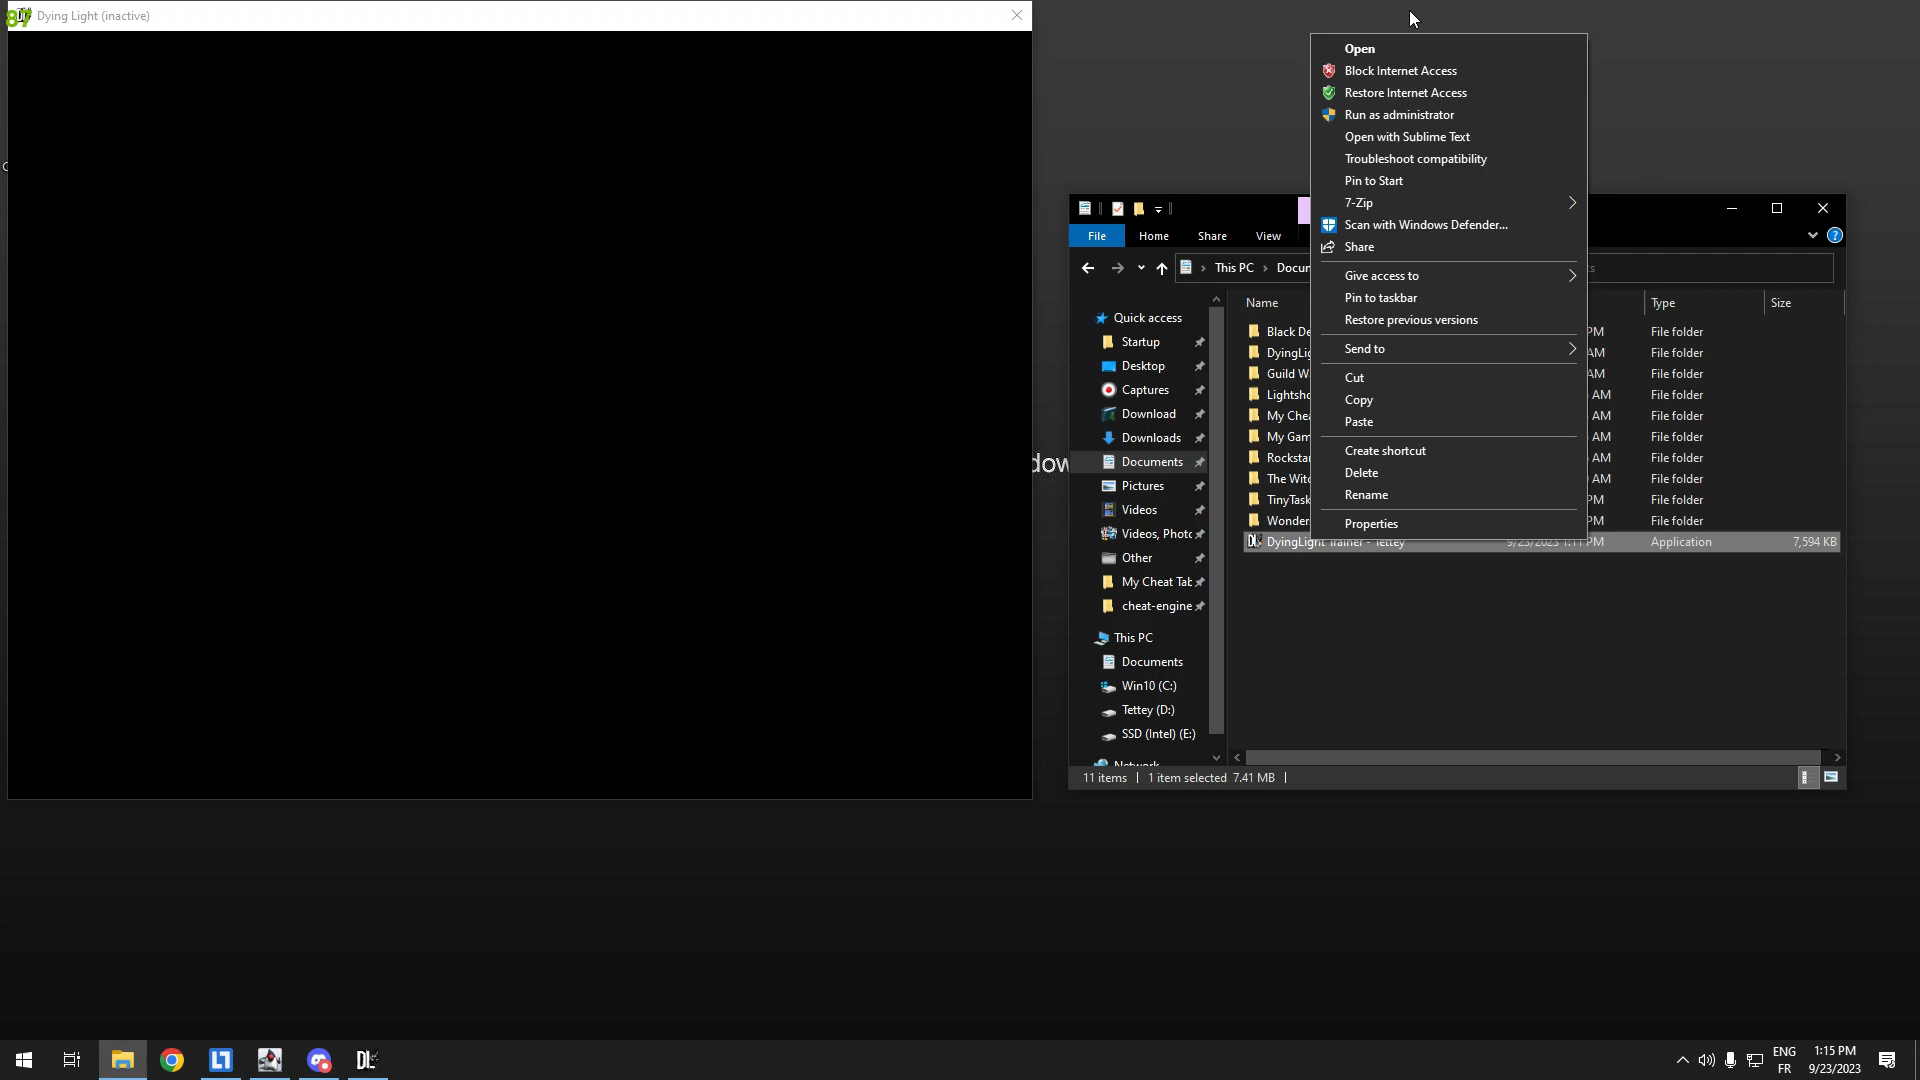 87
Dying Light (inactive)
Open
Block Internet Access
Restore Internet Access
Run as administrator
Open with Sublime Text
Troubleshoot compatibility
Pin to Start
7-Zip
Scan with Windows Defender...
Share
Give access to
Pin to taskbar
Restore previous versions
Send to
Cut
Copy
Paste
Create shortcut
Delete
Rename
Properties
File
Home
Share
View
This PC
Docum
Quick access
Startup
Desktop
Captures
Download
Downloads
Documents
Pictures
Videos
Videos, Photo
Other
My Cheat Tab
cheat-engine
This PC
Documents
Win10 (C:)
Tettey (D:)
SSD (Intel) (E:)
Network
Name
Type
Size
Black De
PM
File folder
DyingLig
AM
File folder
Guild W
AM
File folder
Lightsho
AM
File folder
My Chea
AM
File folder
My Gam
AM
File folder
Rockstar
AM
File folder
The Witc
AM
File folder
TinyTask
PM
File folder
Wonder
PM
File folder
DyingLight Trainer - Tettey
9/23/2023 1:11 PM
Application
7,594 KB
11 items
1 item selected 7.41 MB
dow
ENG
FR
1:15 PM
9/23/2023